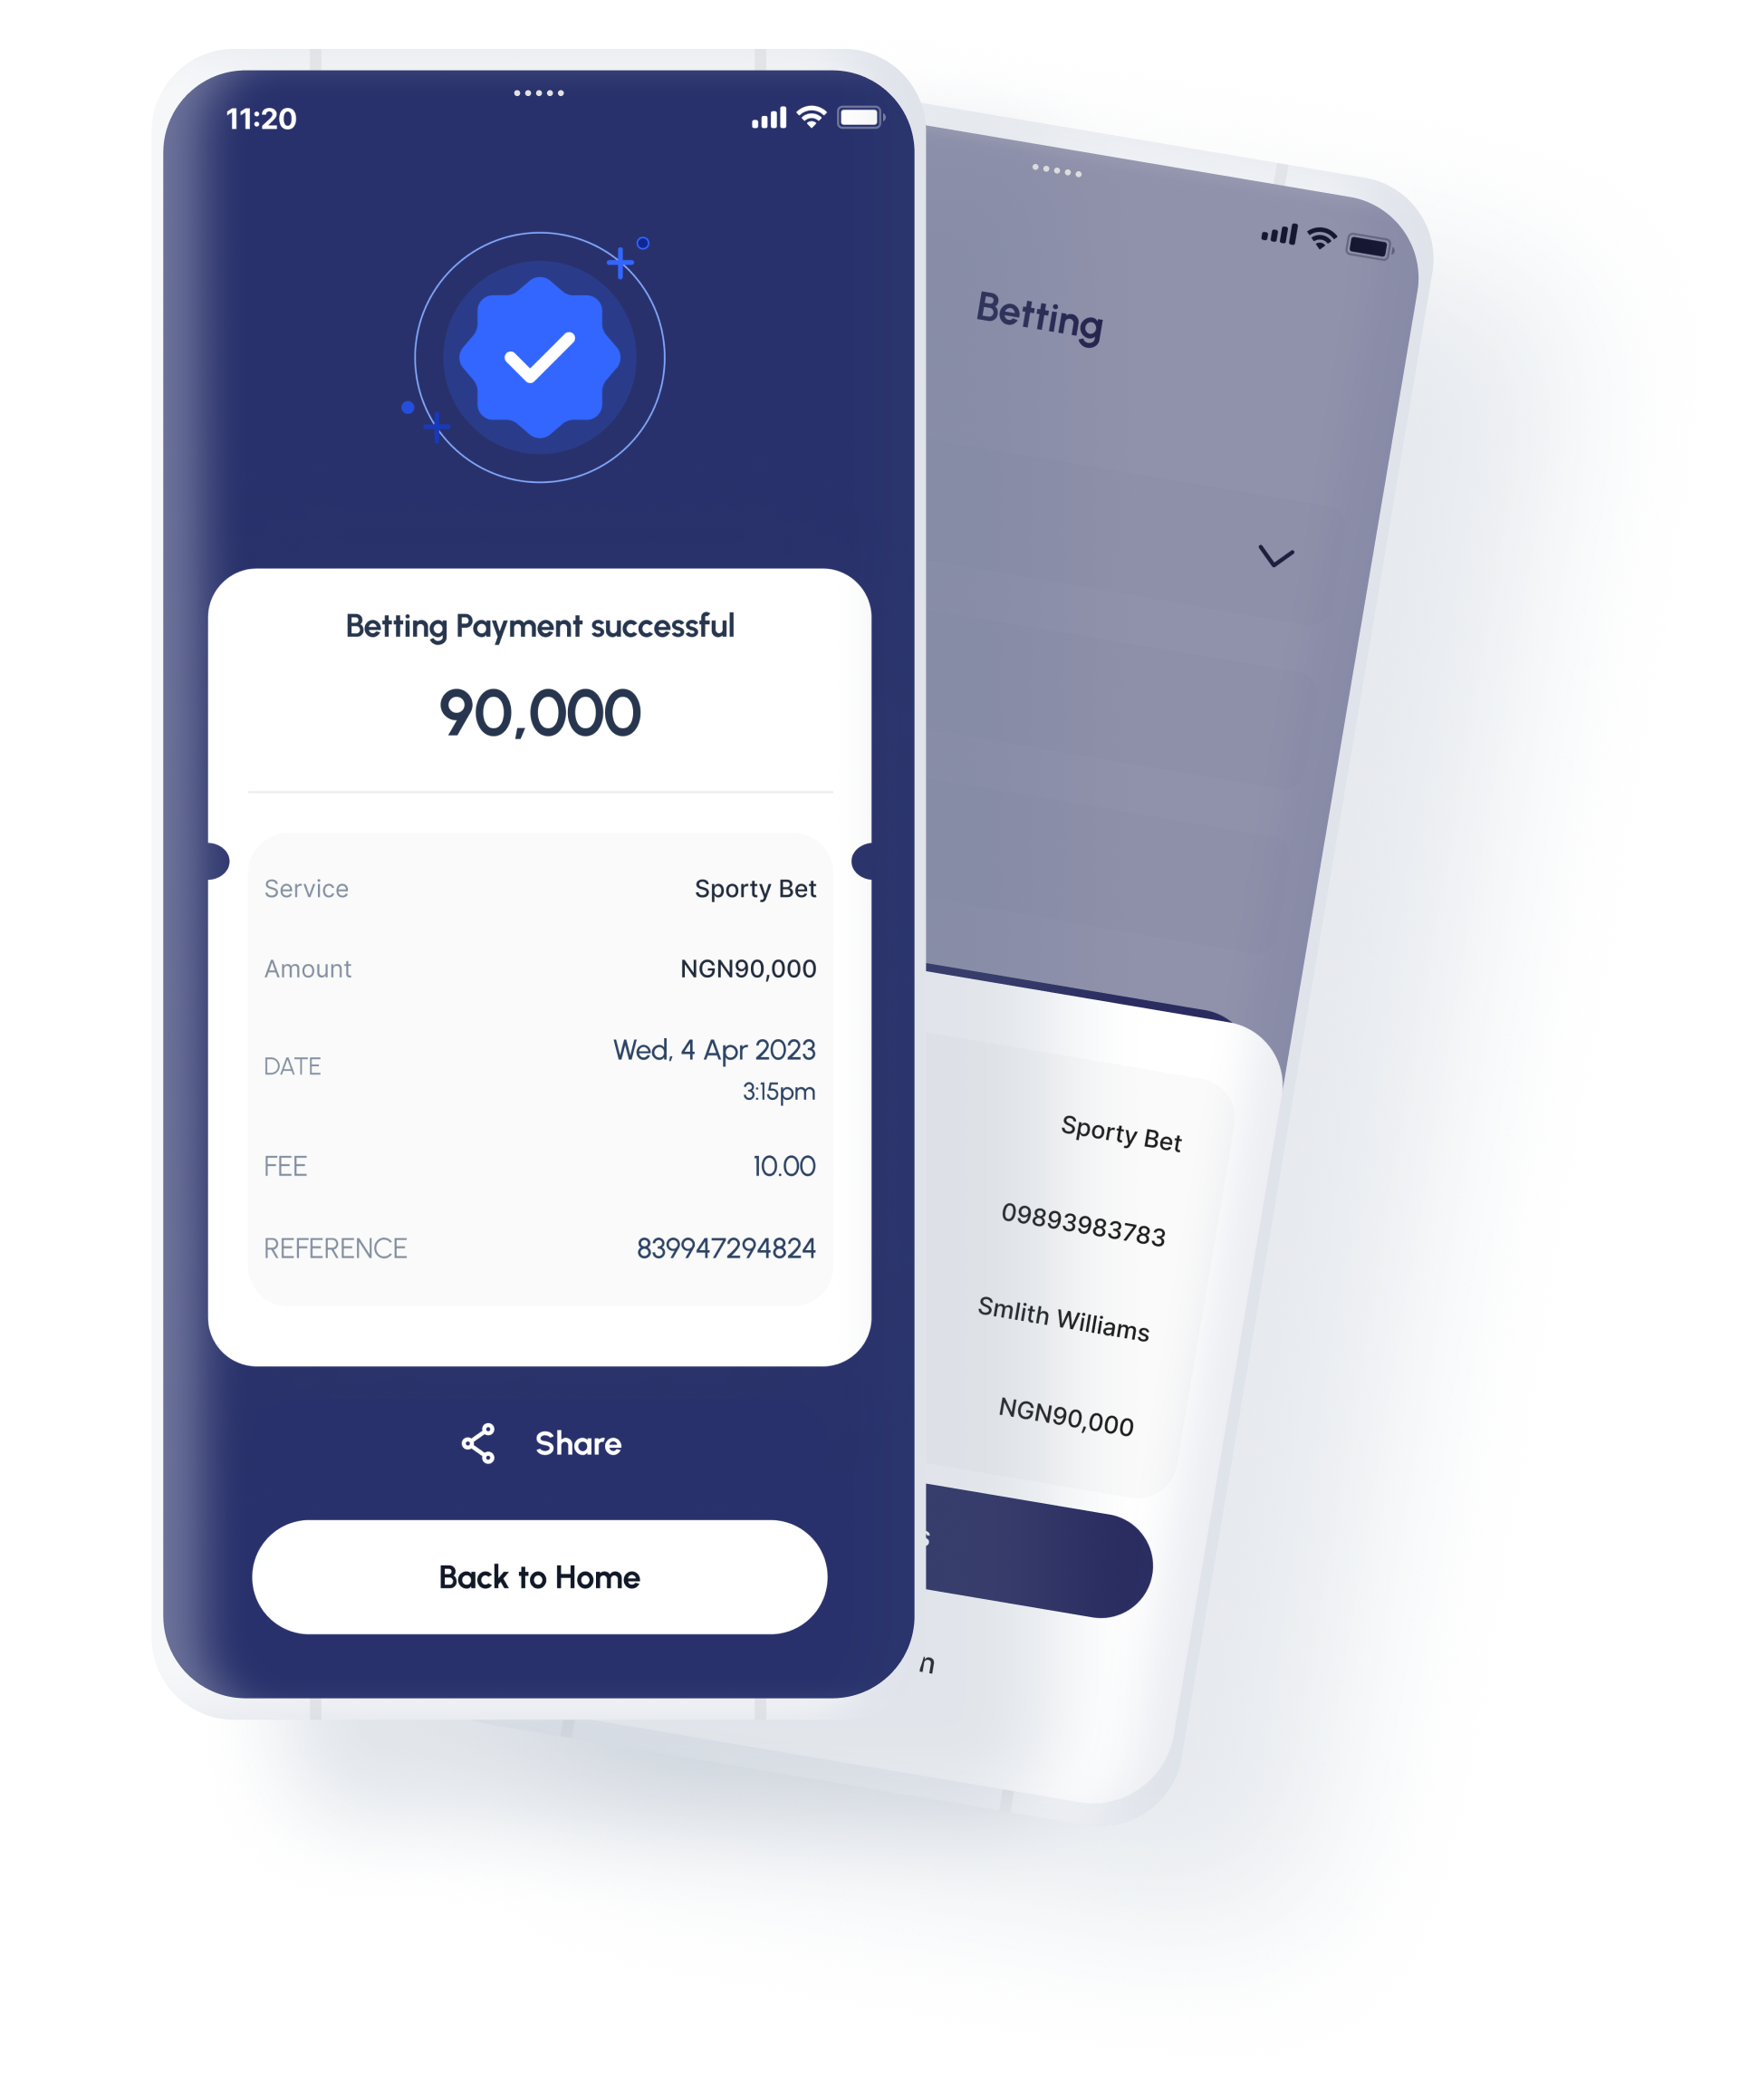 11:20
Betting Payment successful
90,000
Service Sporty Bet
Amount NGN90,000
DATE Wed, 4 Apr 2023
3:15pm
FEE 10.00
REFERENCE 839947294824
Share
Back to Home
Betting
Sporty Bet
09893983783
Smlith Williams
NGN90,000